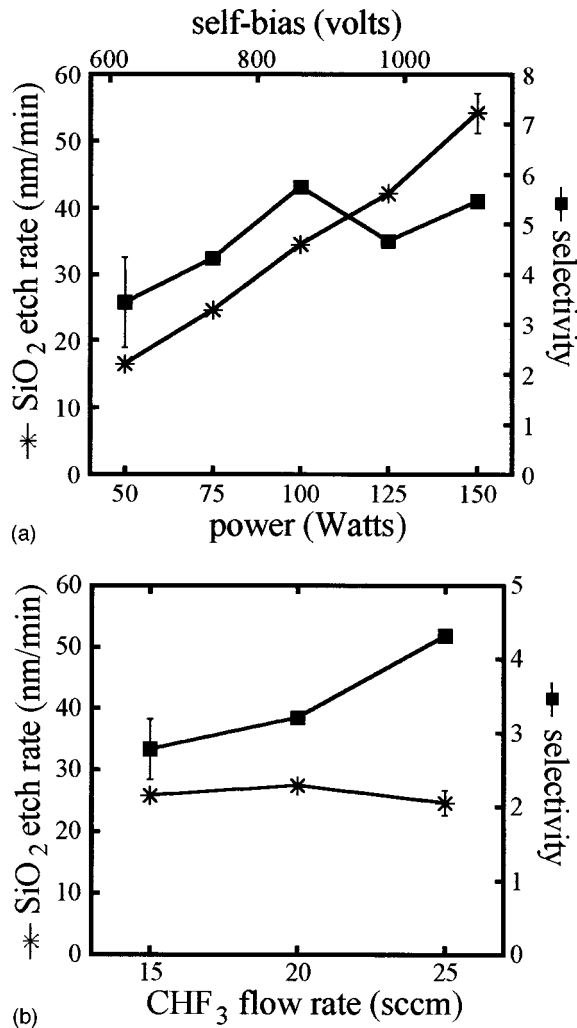 self-bias (volts)
600 800 1000
60
50
40
30
20
10
0
SiO2 etch rate (nm/min)
8
7
6
5
4
3
2
1
0
selectivity
50 75 100 125 150
power (Watts)
(a)
60
50
40
30
20
10
0
SiO2 etch rate (nm/min)
5
4
3
2
1
0
selectivity
15 20 25
CHF3 flow rate (sccm)
(b)